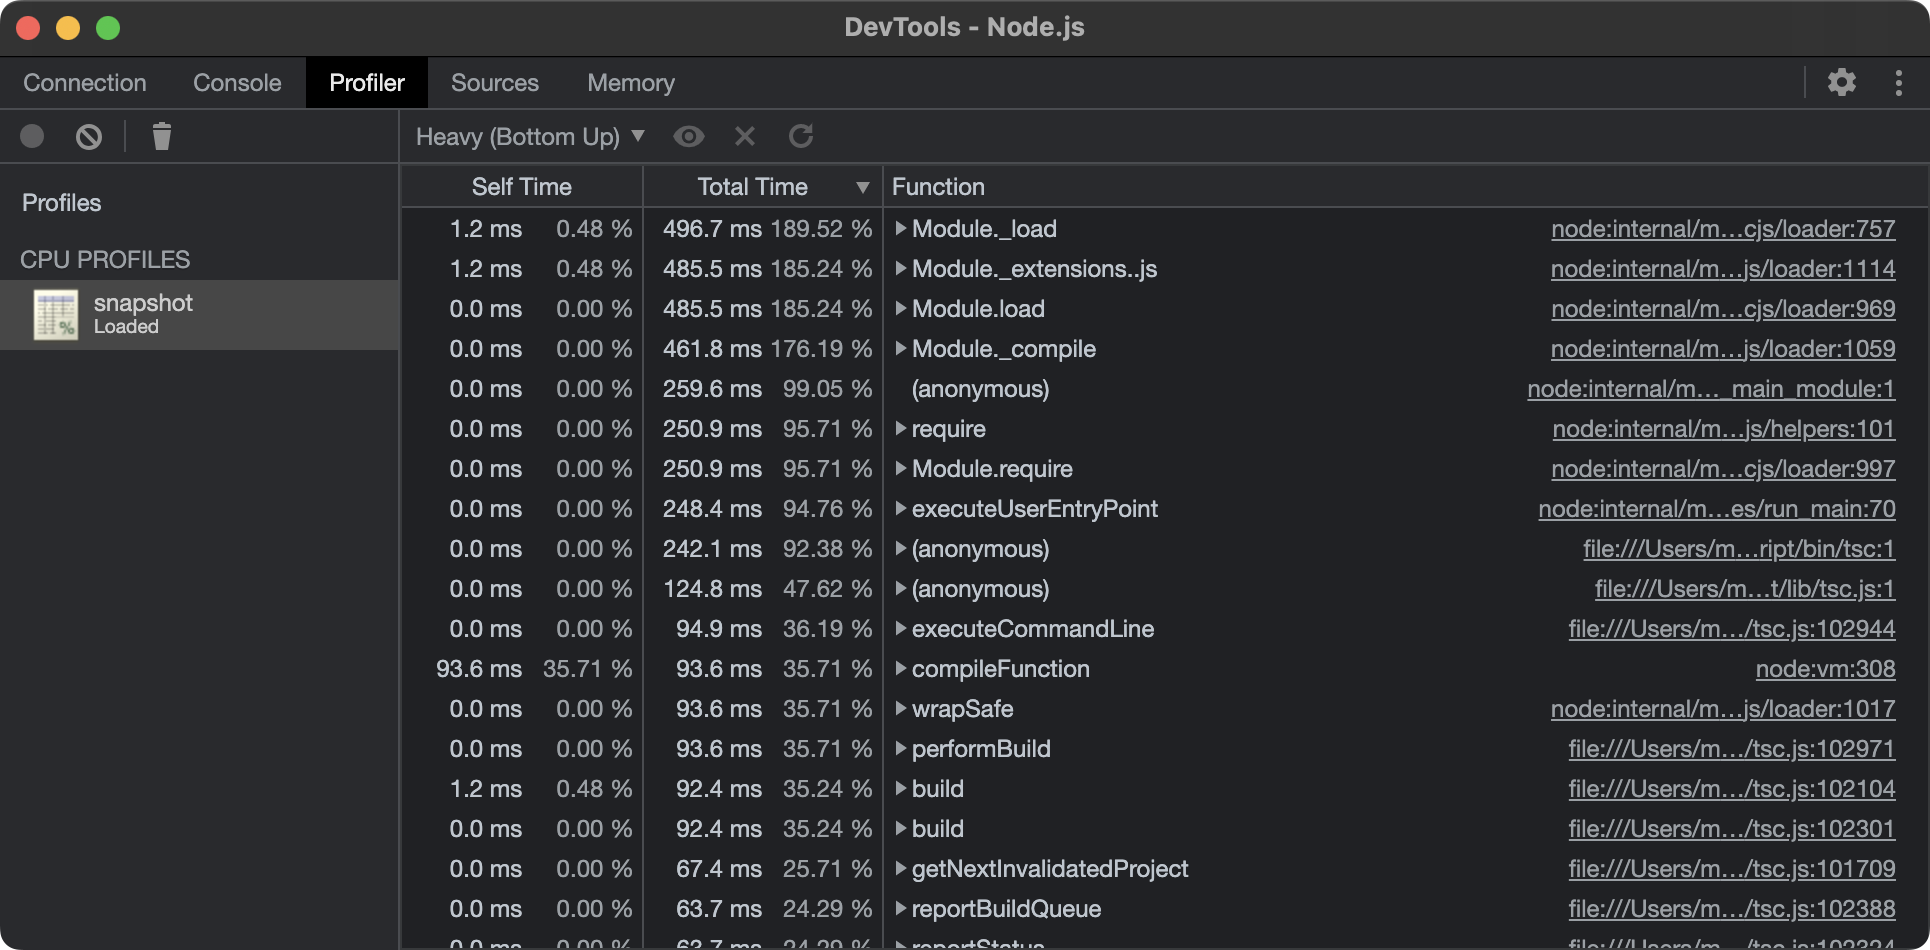 DevTools - Node.js
Connection Console Profiler Sources Memory
Heavy (Bottom Up) ▼
Profiles
CPU PROFILES
snapshot
Loaded
Self Time Total Time ▼ Function
1.2 ms 0.48 % 496.7 ms 189.52 % Module._load node:internal/m…cjs/loader:757
1.2 ms 0.48 % 485.5 ms 185.24 % Module._extensions..js node:internal/m…js/loader:1114
0.0 ms 0.00 % 485.5 ms 185.24 % Module.load node:internal/m…cjs/loader:969
0.0 ms 0.00 % 461.8 ms 176.19 % Module._compile node:internal/m…js/loader:1059
0.0 ms 0.00 % 259.6 ms 99.05 % (anonymous) node:internal/m…_main_module:1
0.0 ms 0.00 % 250.9 ms 95.71 % require node:internal/m…js/helpers:101
0.0 ms 0.00 % 250.9 ms 95.71 % Module.require node:internal/m…cjs/loader:997
0.0 ms 0.00 % 248.4 ms 94.76 % executeUserEntryPoint node:internal/m…es/run_main:70
0.0 ms 0.00 % 242.1 ms 92.38 % (anonymous) file:///Users/m…ript/bin/tsc:1
0.0 ms 0.00 % 124.8 ms 47.62 % (anonymous) file:///Users/m…t/lib/tsc.js:1
0.0 ms 0.00 % 94.9 ms 36.19 % executeCommandLine file:///Users/m…/tsc.js:102944
93.6 ms 35.71 % 93.6 ms 35.71 % compileFunction node:vm:308
0.0 ms 0.00 % 93.6 ms 35.71 % wrapSafe node:internal/m…js/loader:1017
0.0 ms 0.00 % 93.6 ms 35.71 % performBuild file:///Users/m…/tsc.js:102971
1.2 ms 0.48 % 92.4 ms 35.24 % build file:///Users/m…/tsc.js:102104
0.0 ms 0.00 % 92.4 ms 35.24 % build file:///Users/m…/tsc.js:102301
0.0 ms 0.00 % 67.4 ms 25.71 % getNextInvalidatedProject file:///Users/m…/tsc.js:101709
0.0 ms 0.00 % 63.7 ms 24.29 % reportBuildQueue file:///Users/m…/tsc.js:102388
0.0 ms 0.00 % 63.7 ms 24.29 % reportStatus file:///Users/m…/tsc.js:102324